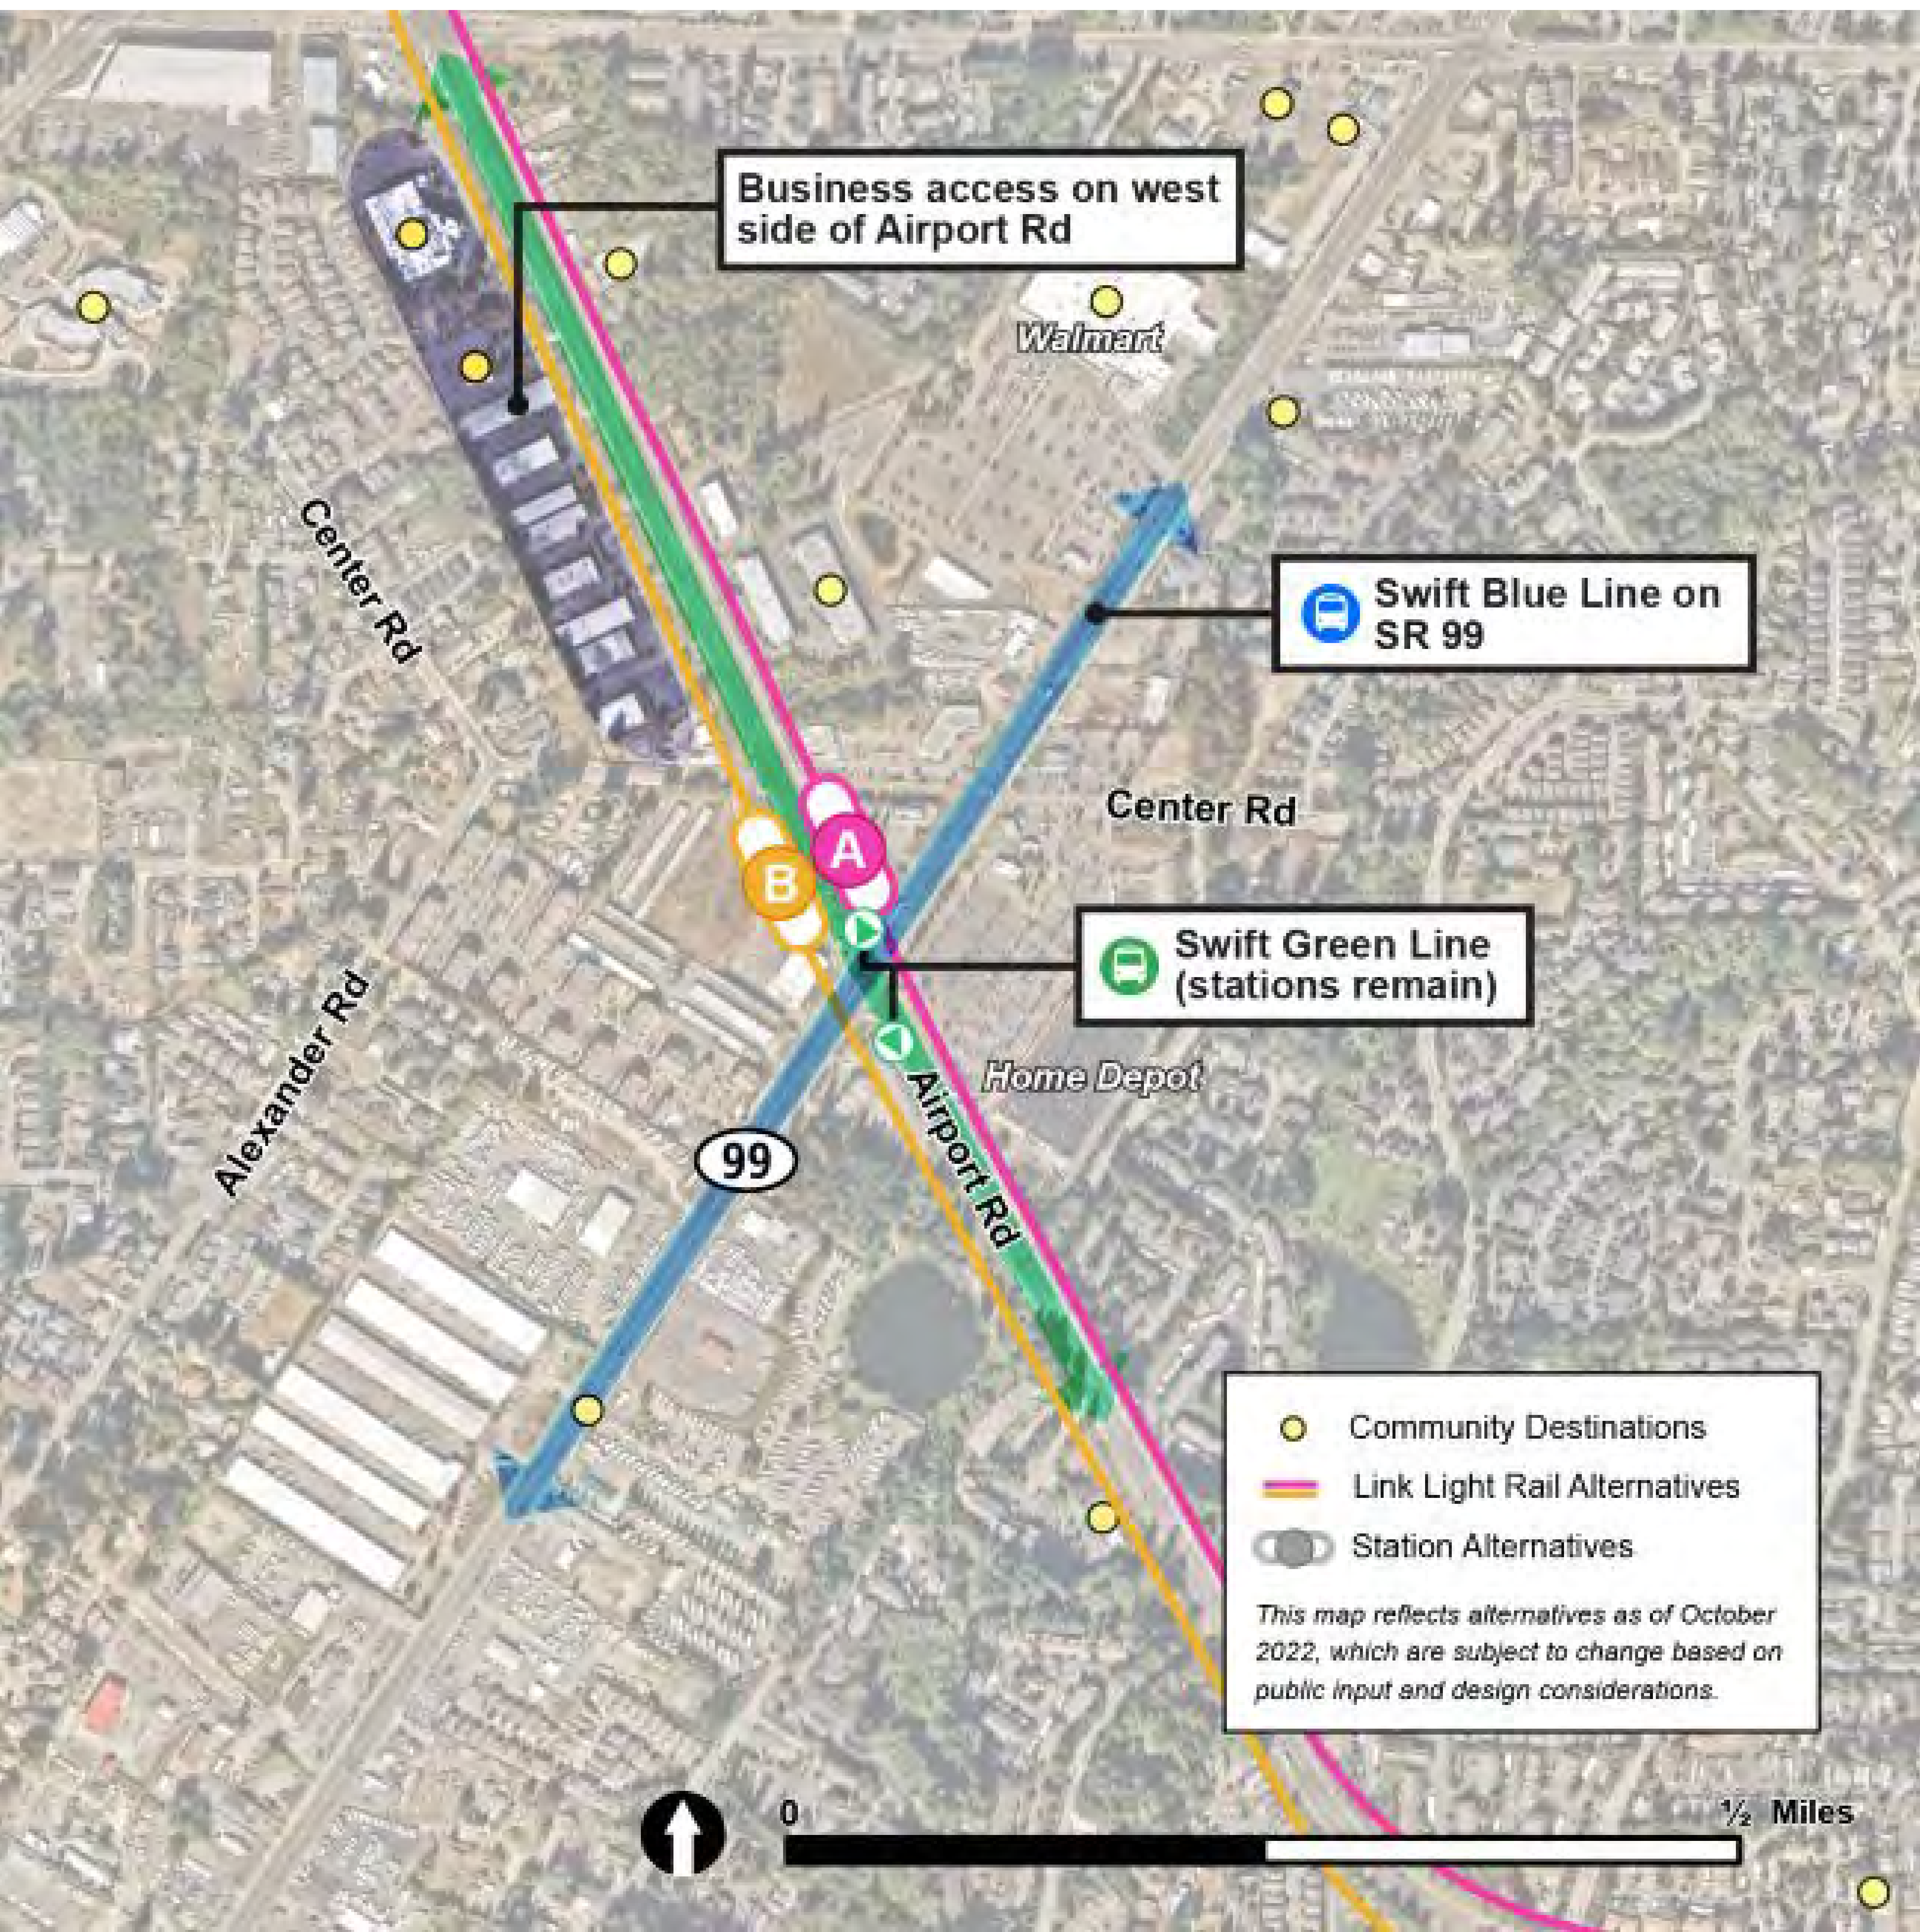 Business access on west
side of Airport Rd
Walmart
Center Rd
Swift Blue Line on
SR 99
Center Rd
A
B
Swift Green Line
(stations remain)
Alexander Rd
Home Depot
Airport Rd
99
Community Destinations
Link Light Rail Alternatives
Station Alternatives
This map reflects alternatives as of October
2022, which are subject to change based on
public input and design considerations.
0
½ Miles